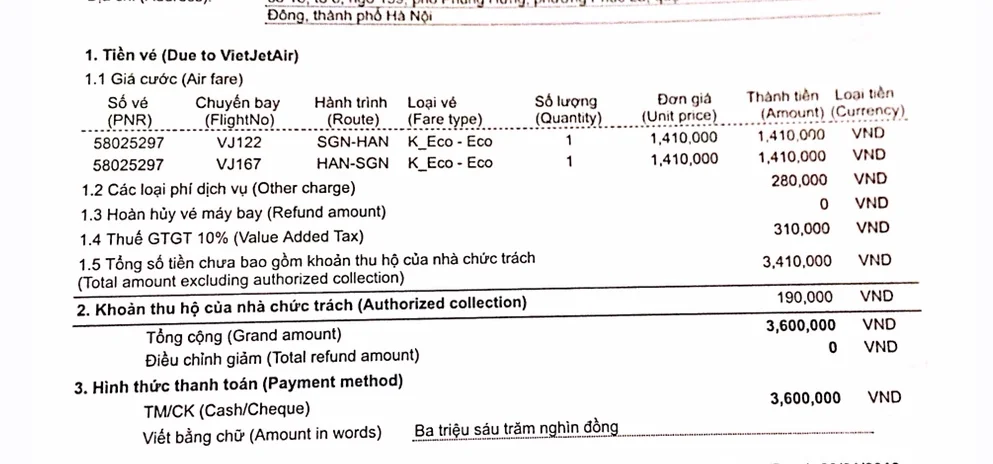 Đông, thành phố Hà Nội
1. Tiền vé (Due to VietJetAir)
1.1 Giá cước (Air fare)
Số vé Chuyến bay Hành trình Loại vé Số lượng Đơn giá Thành tiền Loại tiền
(PNR) (FlightNo) (Route) (Fare type) (Quantity) (Unit price) (Amount) (Currency)
58025297 VJ122 SGN-HAN K_Eco - Eco 1 1,410,000 1,410,000 VND
58025297 VJ167 HAN-SGN K_Eco - Eco 1 1,410,000 1,410,000 VND
1.2 Các loại phí dịch vụ (Other charge) 280,000 VND
1.3 Hoàn hủy vé máy bay (Refund amount) 0 VND
1.4 Thuế GTGT 10% (Value Added Tax) 310,000 VND
1.5 Tổng số tiền chưa bao gồm khoản thu hộ của nhà chức trách 3,410,000 VND
(Total amount excluding authorized collection)
2. Khoản thu hộ của nhà chức trách (Authorized collection) 190,000 VND
Tổng cộng (Grand amount) 3,600,000 VND
Điều chỉnh giảm (Total refund amount) 0 VND
3. Hình thức thanh toán (Payment method)
TM/CK (Cash/Cheque) 3,600,000 VND
Viết bằng chữ (Amount in words) Ba triệu sáu trăm nghìn đồng